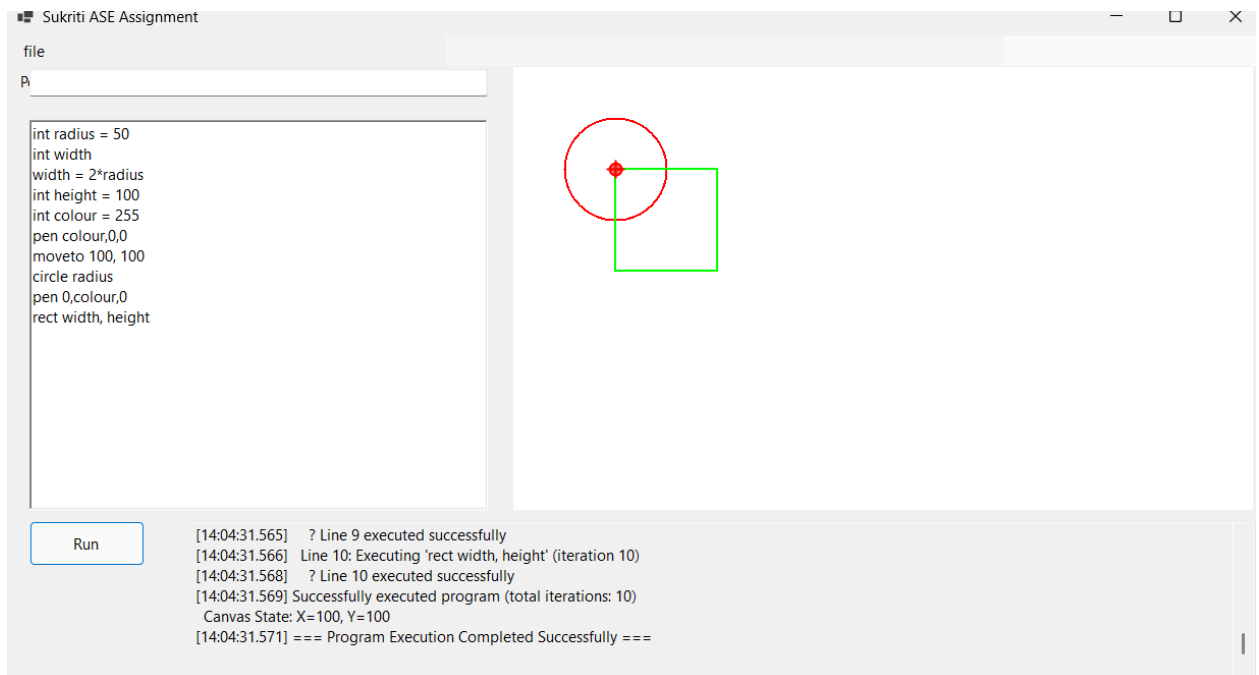 Sukriti ASE Assignment
file
int radius = 50
int width
width = 2*radius
int height = 100
int colour = 255
pen colour,0,0
moveto 100, 100
circle radius
pen 0,colour,0
rect width, height
Run
[14:04:31.565] ? Line 9 executed successfully
[14:04:31.566] Line 10: Executing 'rect width, height' (iteration 10)
[14:04:31.568] ? Line 10 executed successfully
[14:04:31.569] Successfully executed program (total iterations: 10)
Canvas State: X=100, Y=100
[14:04:31.571] === Program Execution Completed Successfully ===